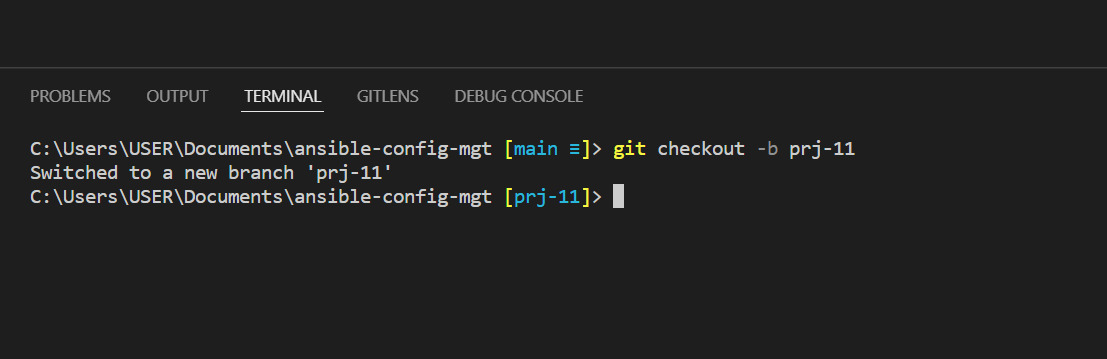 PROBLEMS OUTPUT TERMINAL GITLENS DEBUG CONSOLE
C:\Users\USER\Documents\ansible-config-mgt [main ≡]> git checkout -b prj-11
Switched to a new branch 'prj-11'
C:\Users\USER\Documents\ansible-config-mgt [prj-11]>